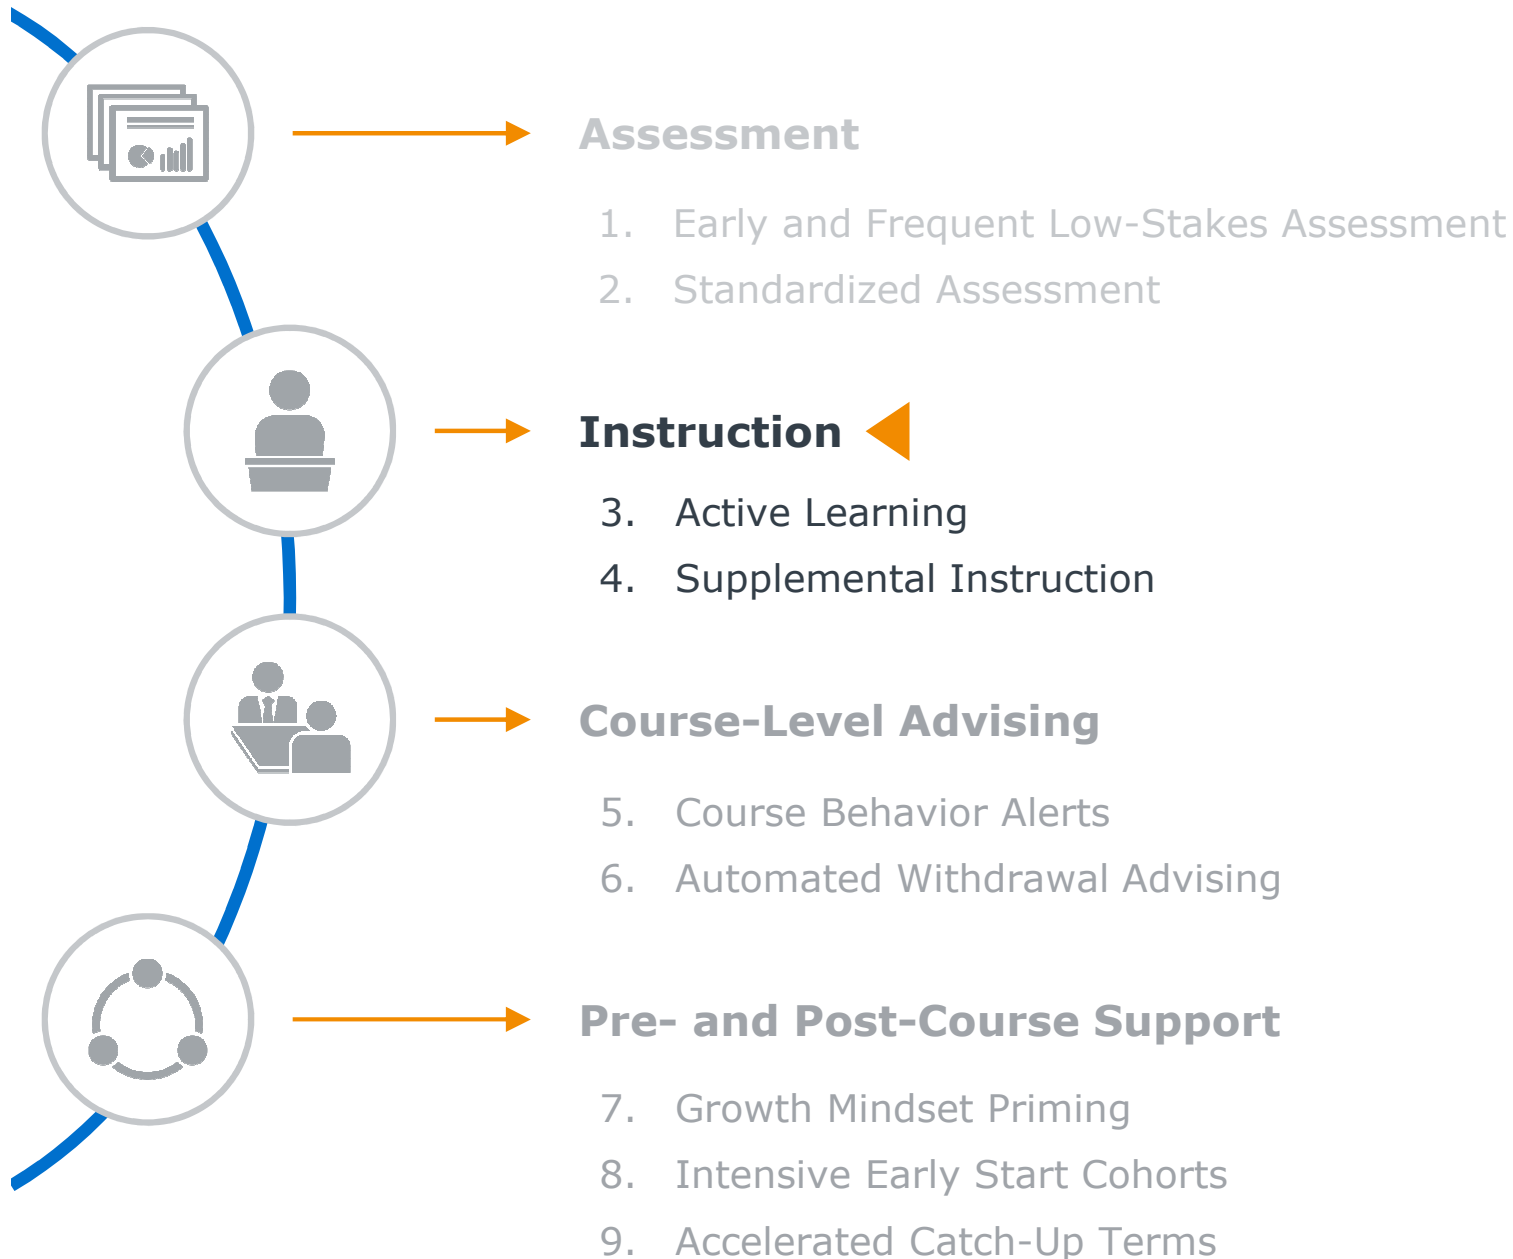 Assessment
1. Early and Frequent Low-Stakes Assessment
2. Standardized Assessment
Instruction
3. Active Learning
4. Supplemental Instruction
Course-Level Advising
5. Course Behavior Alerts
6. Automated Withdrawal Advising
Pre- and Post-Course Support
7. Growth Mindset Priming
8. Intensive Early Start Cohorts
9. Accelerated Catch-Up Terms